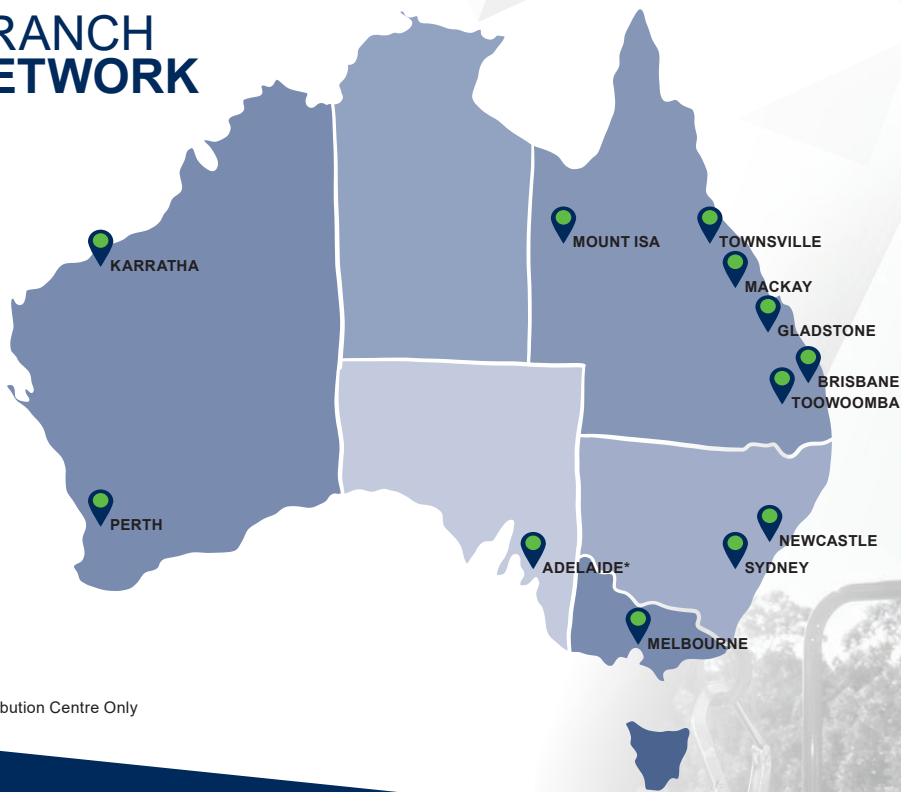 RANCH
ETWORK
MOUNT ISA
TOWNSVILLE
KARRATHA
MACKAY
GLADSTONE
BRISBANE
TOOWOOMBA
PERTH
NEWCASTLE
ADELAIDE*
SYDNEY
MELBOURNE
bution Centre Only